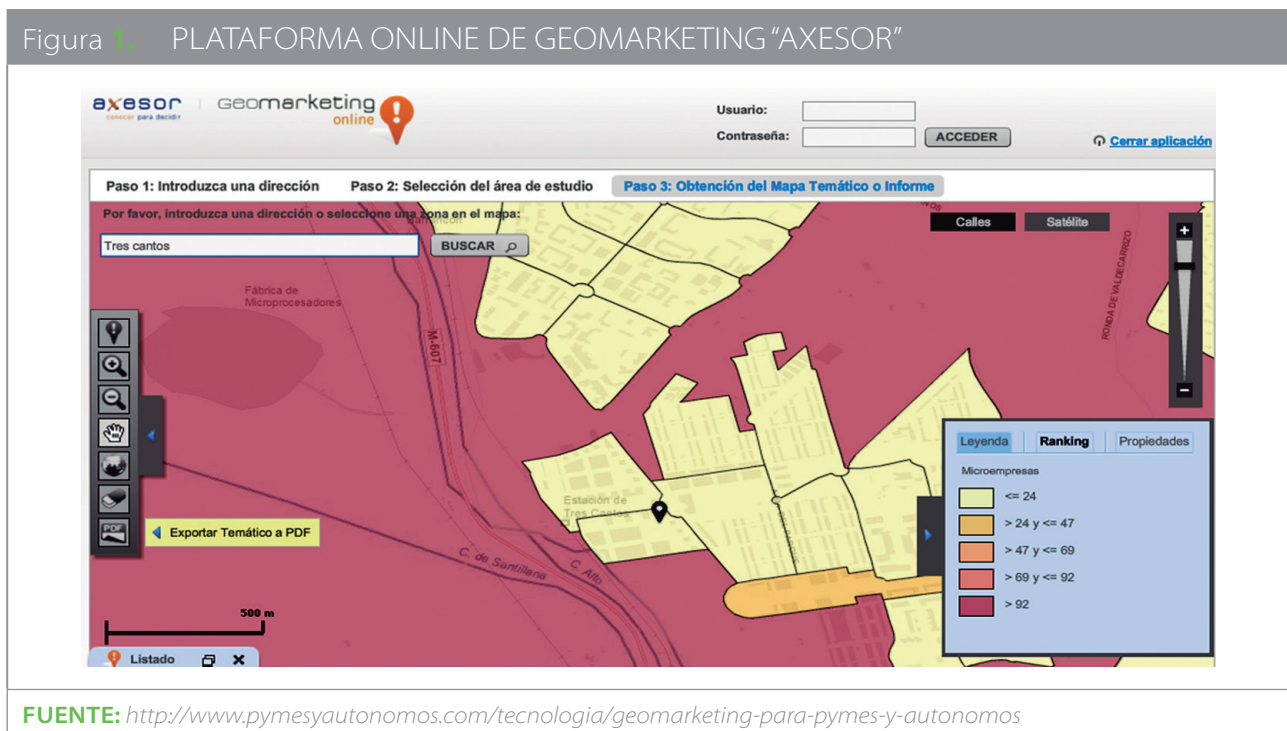 Figura 1. PLATAFORMA ONLINE DE GEOMARKETING “AXESOR”
axesor
conocer para decidir
Geomarketing
online
Usuario:
Contraseña:
ACCEDER
Cerrar aplicación
Paso 1: Introduzca una dirección
Paso 2: Selección del área de estudio
Paso 3: Obtención del Mapa Temático o Informe
Por favor, introduzca una dirección o seleccione una zona en el mapa:
Tres cantos
BUSCAR
Calles
Satélite
+
-
RONDA DE VALDECARRIZO
Fábrica de
Microprocesadores
M-607
Estación de
Tres Cantos
C. de Santillana
C. Alto
PDF
Exportar Temático a PDF
500 m
Listado
Leyenda
Ranking
Propiedades
Microempresas
<= 24
> 24 y <= 47
> 47 y <= 69
> 69 y <= 92
> 92
FUENTE: http://www.pymesyautonomos.com/tecnologia/geomarketing-para-pymes-y-autonomos